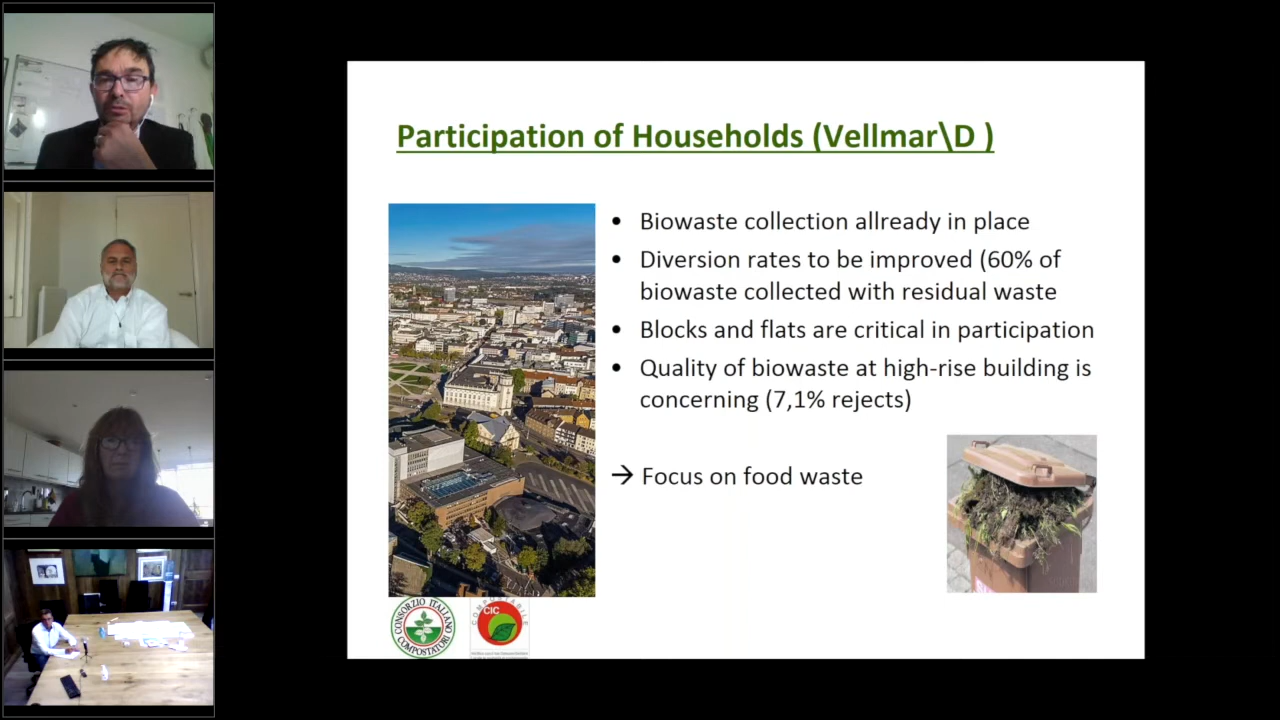 Participation of Households (Vellmar\D )
• Biowaste collection allready in place
• Diversion rates to be improved (60% of
biowaste collected with residual waste
• Blocks and flats are critical in participation
• Quality of biowaste at high-rise building is
concerning (7,1% rejects)
→ Focus on food waste
CONSORZIO ITALIANO
COMPOSTATORI
COMPOSTABILE
CIC